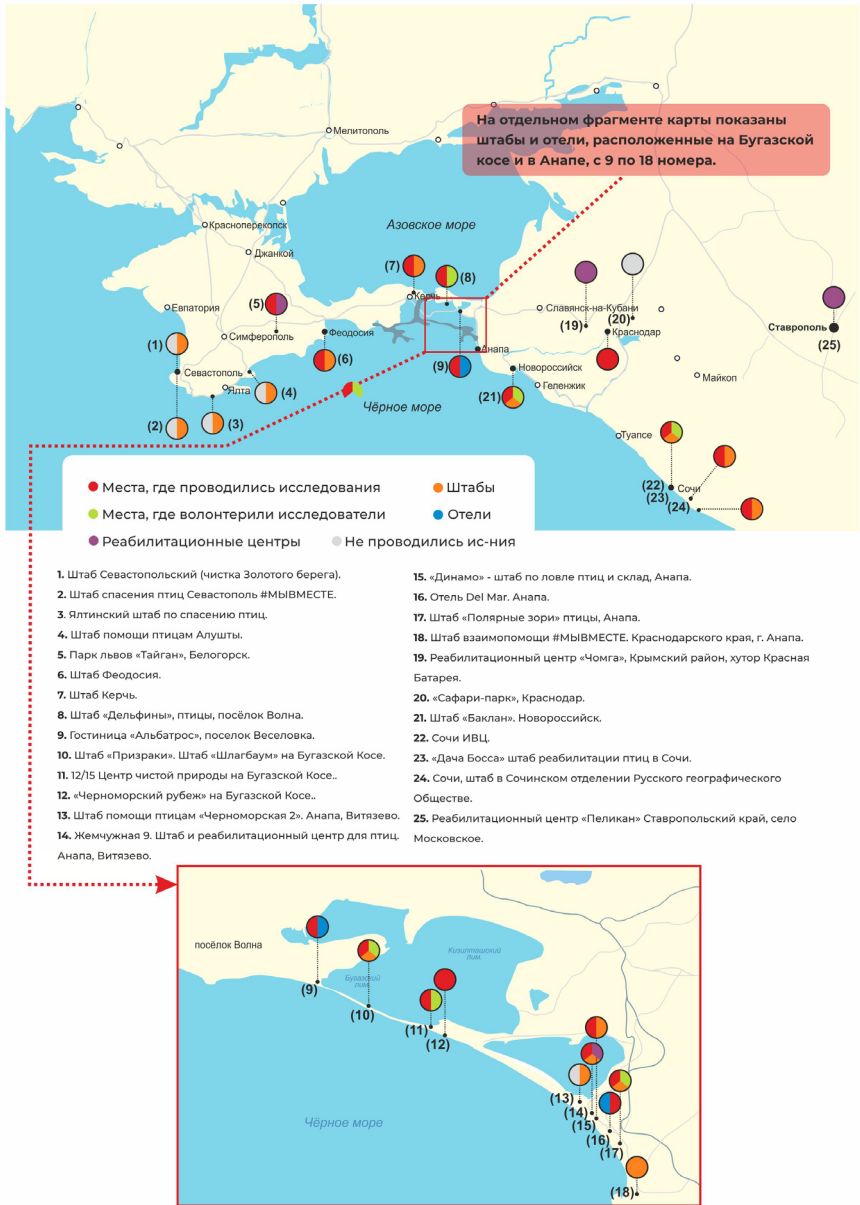 На отдельном фрагменте карты показаны
штабы и отели, расположенные на Бугазской
косе и в Анапе, с 9 по 18 номера.
Мелитополь
Азовское море
Красноперекопск
Джанкой
(7)
(8)
Керчь
Евпатория
(5)
Славянск-на-Кубани
(19)
(20)
Краснодар
Ставрополь
(25)
(1)
Симферополь
Феодосия
(6)
Анапа
Севастополь
(9)
Новороссийск
Майкоп
Ялта
(4)
Геленжик
(2)
(3)
Чёрное море
(21)
Туапсе
(22)
Сочи
(23)
(24)
Места, где проводились исследования
Штабы
Места, где волонтерили исследователи
Отели
Реабилитационные центры
Не проводились ис-ния
1. Штаб Севастопольский (чистка Золотого берега).
2. Штаб спасения птиц Севастополь #МЫВМЕСТЕ.
3. Ялтинский штаб по спасению птиц.
4. Штаб помощи птицам Алушты.
5. Парк львов «Тайган», Белогорск.
6. Штаб Феодосия.
7. Штаб Керчь.
8. Штаб «Дельфины», птицы, посёлок Волна.
9. Гостиница «Альбатрос», поселок Веселовка.
10. Штаб «Призраки». Штаб «Шлагбаум» на Бугазской Косе.
11. 12/15 Центр чистой природы на Бугазской Косе..
12. «Черноморский рубеж» на Бугазской Косе..
13. Штаб помощи птицам «Черноморская 2». Анапа, Витязево.
14. Жемчужная 9. Штаб и реабилитационный центр для птиц.
Анапа, Витязево.
15. «Динамо» - штаб по ловле птиц и склад, Анапа.
16. Отель Del Mar. Анапа.
17. Штаб «Полярные зори» птицы, Анапа.
18. Штаб взаимопомощи #МЫВМЕСТЕ. Краснодарского края, г. Анапа.
19. Реабилитационный центр «Чомга», Крымский район, хутор Красная
Батарея.
20. «Сафари-парк», Краснодар.
21. Штаб «Баклан». Новороссийск.
22. Сочи ИВЦ.
23. «Дача Босса» штаб реабилитации птиц в Сочи.
24. Сочи, штаб в Сочинском отделении Русского географического
Обществе.
25. Реабилитационный центр «Пеликан» Ставропольский край, село
Московское.
посёлок Волна
Кизилташский
лим.
Бугазский
лим.
(9)
(10)
(11)
(12)
(13)
(14)
(15)
(16)
(17)
(18)
Чёрное море